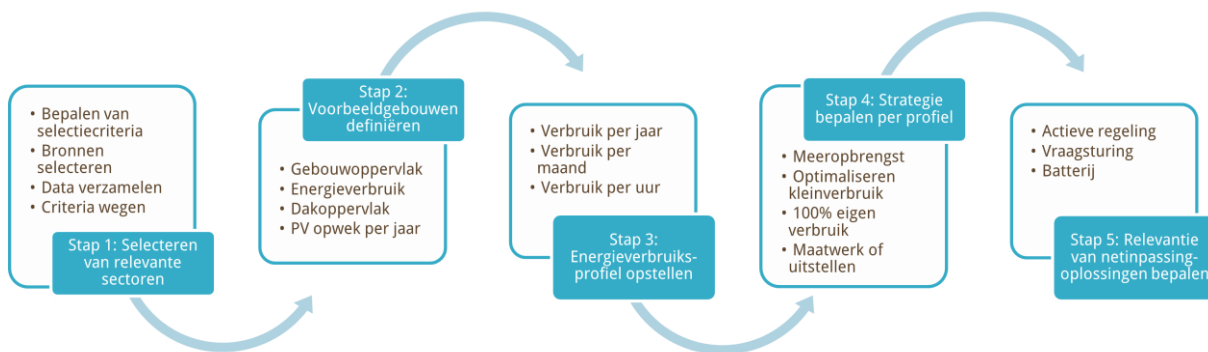 • Bepalen van
selectiecriteria
• Bronnen
selecteren
• Data verzamelen
• Criteria wegen
Stap 1: Selecteren
van relevante
sectoren
Stap 2:
Voorbeeldgebouwen
definiëren
• Gebouwoppervlak
• Energieverbruik
• Dakoppervlak
• PV opwek per jaar
• Verbruik per jaar
• Verbruik per
maand
• Verbruik per uur
Stap 3:
Energieverbruiks-
profiel opstellen
Stap 4: Strategie
bepalen per profiel
• Meeropbrengst
• Optimaliseren
kleinverbruik
• 100% eigen
verbruik
• Maatwerk of
uitstellen
• Actieve regeling
• Vraagsturing
• Batterij
Stap 5: Relevantie
van netinpassing-
oplossingen bepalen